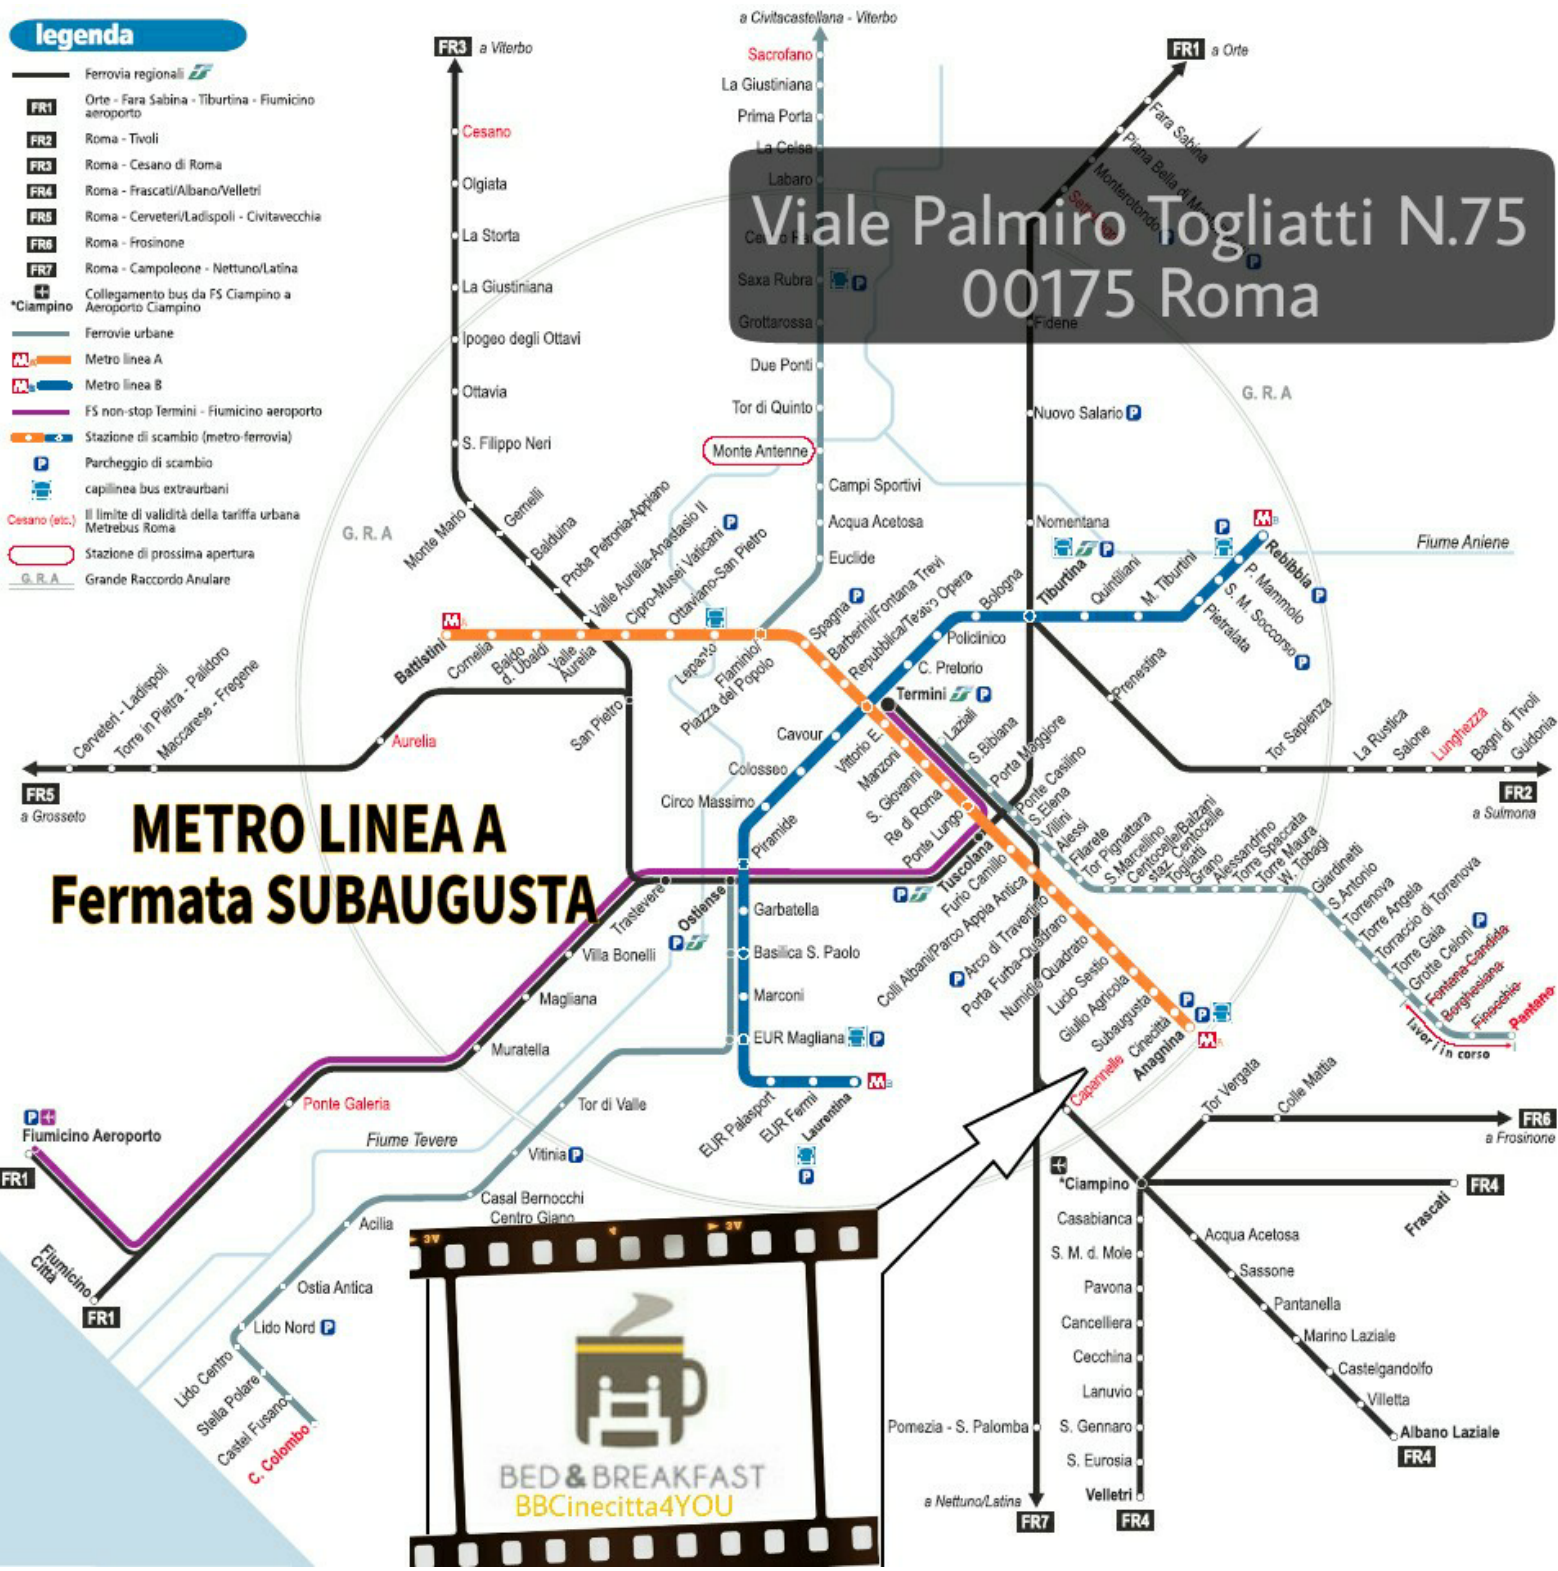 legenda
Ferrovia regionali
FR1 Orte - Fara Sabina - Tiburtina - Fiumicino
aeroporto
FR2 Roma - Tivoli
FR3 Roma - Cesano di Roma
FR4 Roma - Frascati/Albano/Velletri
FR5 Roma - Cerveteri/Ladispoli - Civitavecchia
FR6 Roma - Frosinone
FR7 Roma - Campoleone - Nettuno/Latina
*Ciampino Collegamento bus da FS Ciampino a
Aeroporto Ciampino
Ferrovie urbane
Metro linea A
Metro linea B
FS non-stop Termini - Fiumicino aeroporto
Stazione di scambio (metro-ferrovia)
P Parcheggio di scambio
capilinea bus extraurbani
Cesano (etc.) Il limite di validità della tariffa urbana
Metrebus Roma
Stazione di prossima apertura
G. R. A Grande Raccordo Anulare
FR3 a Viterbo
Cesano
Olgiata
La Storta
La Giustiniana
Ipogeo degli Ottavi
Ottavia
S. Filippo Neri
Monte Mario
Gemelli
Balduina
Proba Petronia-Appiano
Valle Aurelia-Anastasio II
G. R. A
a Civitacastellana - Viterbo
Sacrofano
La Giustiniana
Prima Porta
La Celsa
Labaro
Saxa Rubra P
Grottarossa
Due Ponti
Tor di Quinto
Monte Antenne
Campi Sportivi
Acqua Acetosa
Euclide
FR1 a Orte
Fara Sabina
Monterotondo
Viale Palmiro Togliatti N.75
00175 Roma
Fidene
Nuovo Salario P
Nomentana
G. R. A
Fiume Aniene
Battistini
Cornelia
Baldo
d. Ubaldi
Valle
Aurelia
Cipro-Musei Vaticani P
Ottaviano-San Pietro
Lepanto
Flaminio/
Piazza del Popolo
Spagna P
Barberini/Fontana Trevi
Repubblica/Teatro Opera
Termini P
Vittorio E.
Manzoni
S. Giovanni
Re di Roma
Ponte Lungo
Furio Camillo
Colli Albani/Parco Appia Antica
P Arco di Travertino
Porta Furba-Quadraro
Numidio Quadrato
Lucio Sestio
Giulio Agricola
Subaugusta
Cinecittà
Anagnina
Rebibbia P
P. Mammolo
S. M. Soccorso P
Pietralata
M. Tiburtini
Quintiliani
Tiburtina
Bologna
Policlinico
C. Pretorio
Cavour
Colosseo
Circo Massimo
Piramide
Garbatella
Basilica S. Paolo
Marconi
EUR Magliana P
EUR Palasport
EUR Fermi
Laurentina
P
Prenestina
Tor Sapienza
La Rustica
Salone
Lunghezza
Bagni di Tivoli
Guidonia
FR2
a Sulmona
Laziali
S.Bibiana
Porta Maggiore
Ponte Casilino
S.Elena
Villini
Alessi
Filarete
Tor Pignattara
S.Marcellino
Centocelle/Balzani
staz. Centocelle
Togliatti
Grano
Alessandrino
Torre Spaccata
Torre Maura
W. Tobagi
Giardinetti
S.Antonio
Torrenova
Torre Angela
Torraccio di Torrenova
Torre Gaia
Grotte Celoni P
Fontana Candida
Borghesiana
Finocchio
Pantano
lavori in corso
Cerveteri - Ladispoli
Torre in Pietra - Palidoro
Maccarese - Fregene
Aurelia
San Pietro
FR5
a Grosseto
METRO LINEA A
Fermata SUBAUGUSTA
Tuscolana
Ostiense
Trastevere
Villa Bonelli
Magliana
Muratella
Ponte Galeria
P
Fiumicino Aeroporto
FR1
Fiumicino
Città
FR1
Fiume Tevere
Tor di Valle
Vitinia P
Casal Bernocchi
Centro Giano
Acilia
Ostia Antica
Lido Nord P
Lido Centro
Stella Polare
Castel Fusano
C. Colombo
Capannelle
Tor Vergata
Colle Mattia
FR6
a Frosinone
*Ciampino
FR4
Frascati
Casabianca
S. M. d. Mole
Pavona
Cancelliera
Cecchina
Lanuvio
S. Gennaro
S. Eurosia
Velletri
FR4
Acqua Acetosa
Sassone
Pantanella
Marino Laziale
Castelgandolfo
Villetta
Albano Laziale
FR4
Pomezia - S. Palomba
a Nettuno/Latina
FR7
3V
3V
BED & BREAKFAST
BBCinecitta4YOU